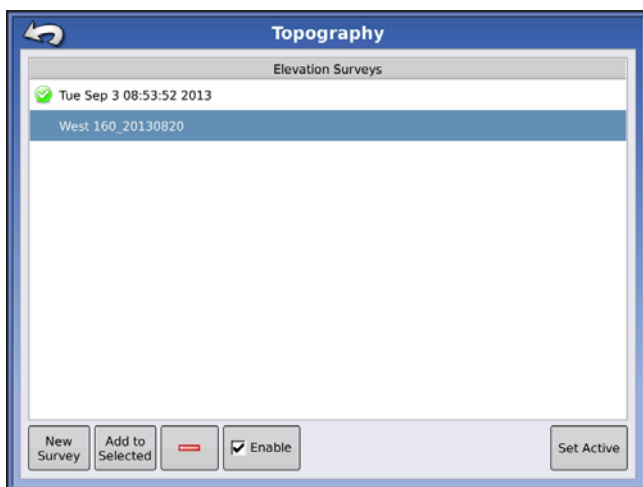 Topography
Elevation Surveys
Tue Sep 3 08:53:52 2013
West 160_20130820
New
Survey
Add to
Selected
Enable
Set Active